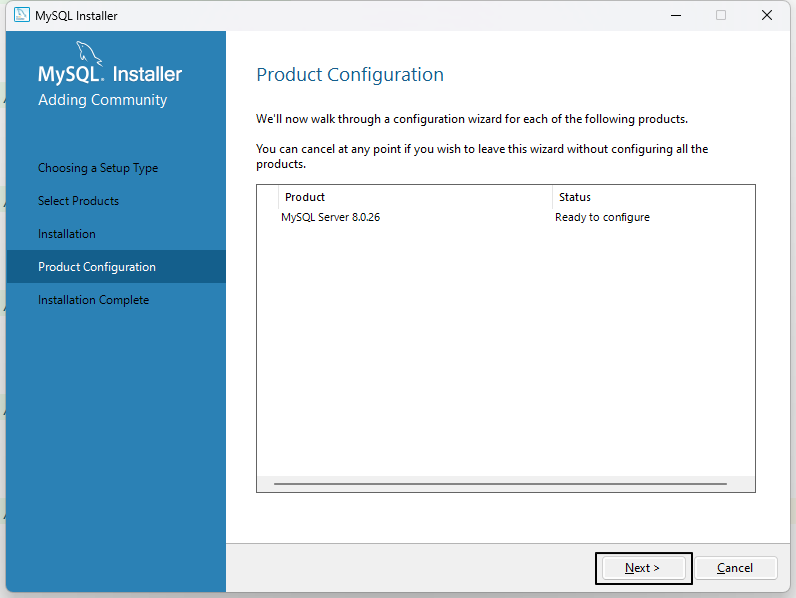 MySQL Installer
MySQL. Installer
Adding Community
Choosing a Setup Type
Select Products
Installation
Product Configuration
Installation Complete
Product Configuration
We'll now walk through a configuration wizard for each of the following products.
You can cancel at any point if you wish to leave this wizard without configuring all the
products.
Product Status
MySQL Server 8.0.26 Ready to configure
Next > Cancel